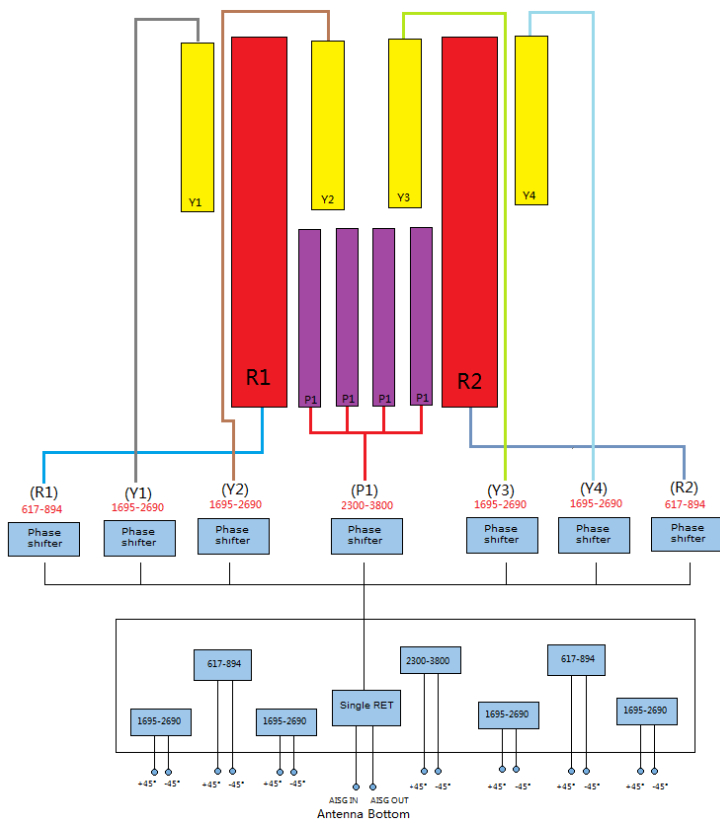 Y1
Y2
Y3
Y4
R1
R2
P1
P1
P1
P1
(R1)
617-894
Phase
shifter
(Y1)
1695-2690
Phase
shifter
(Y2)
1695-2690
Phase
shifter
(P1)
2300-3800
Phase
shifter
(Y3)
1695-2690
Phase
shifter
(Y4)
1695-2690
Phase
shifter
(R2)
617-894
Phase
shifter
617-894
2300-3800
617-894
1695-2690
1695-2690
Single RET
1695-2690
1695-2690
+45° -45°
+45° -45°
+45° -45°
+45° -45°
+45° -45°
+45° -45°
+45° -45°
AISG IN AISG OUT
Antenna Bottom